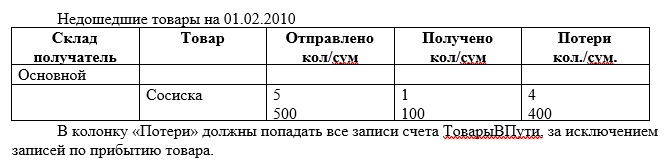 Недошедшие товары на 01.02.2010
Склад получатель Товар Отправлено кол/сум Получено кол/сум Потери кол./сум.
Основной
Сосиска 5 1 4
500 100 400
В колонку «Потери» должны попадать все записи счета ТоварыВПути, за исключением
записей по прибытию товара.